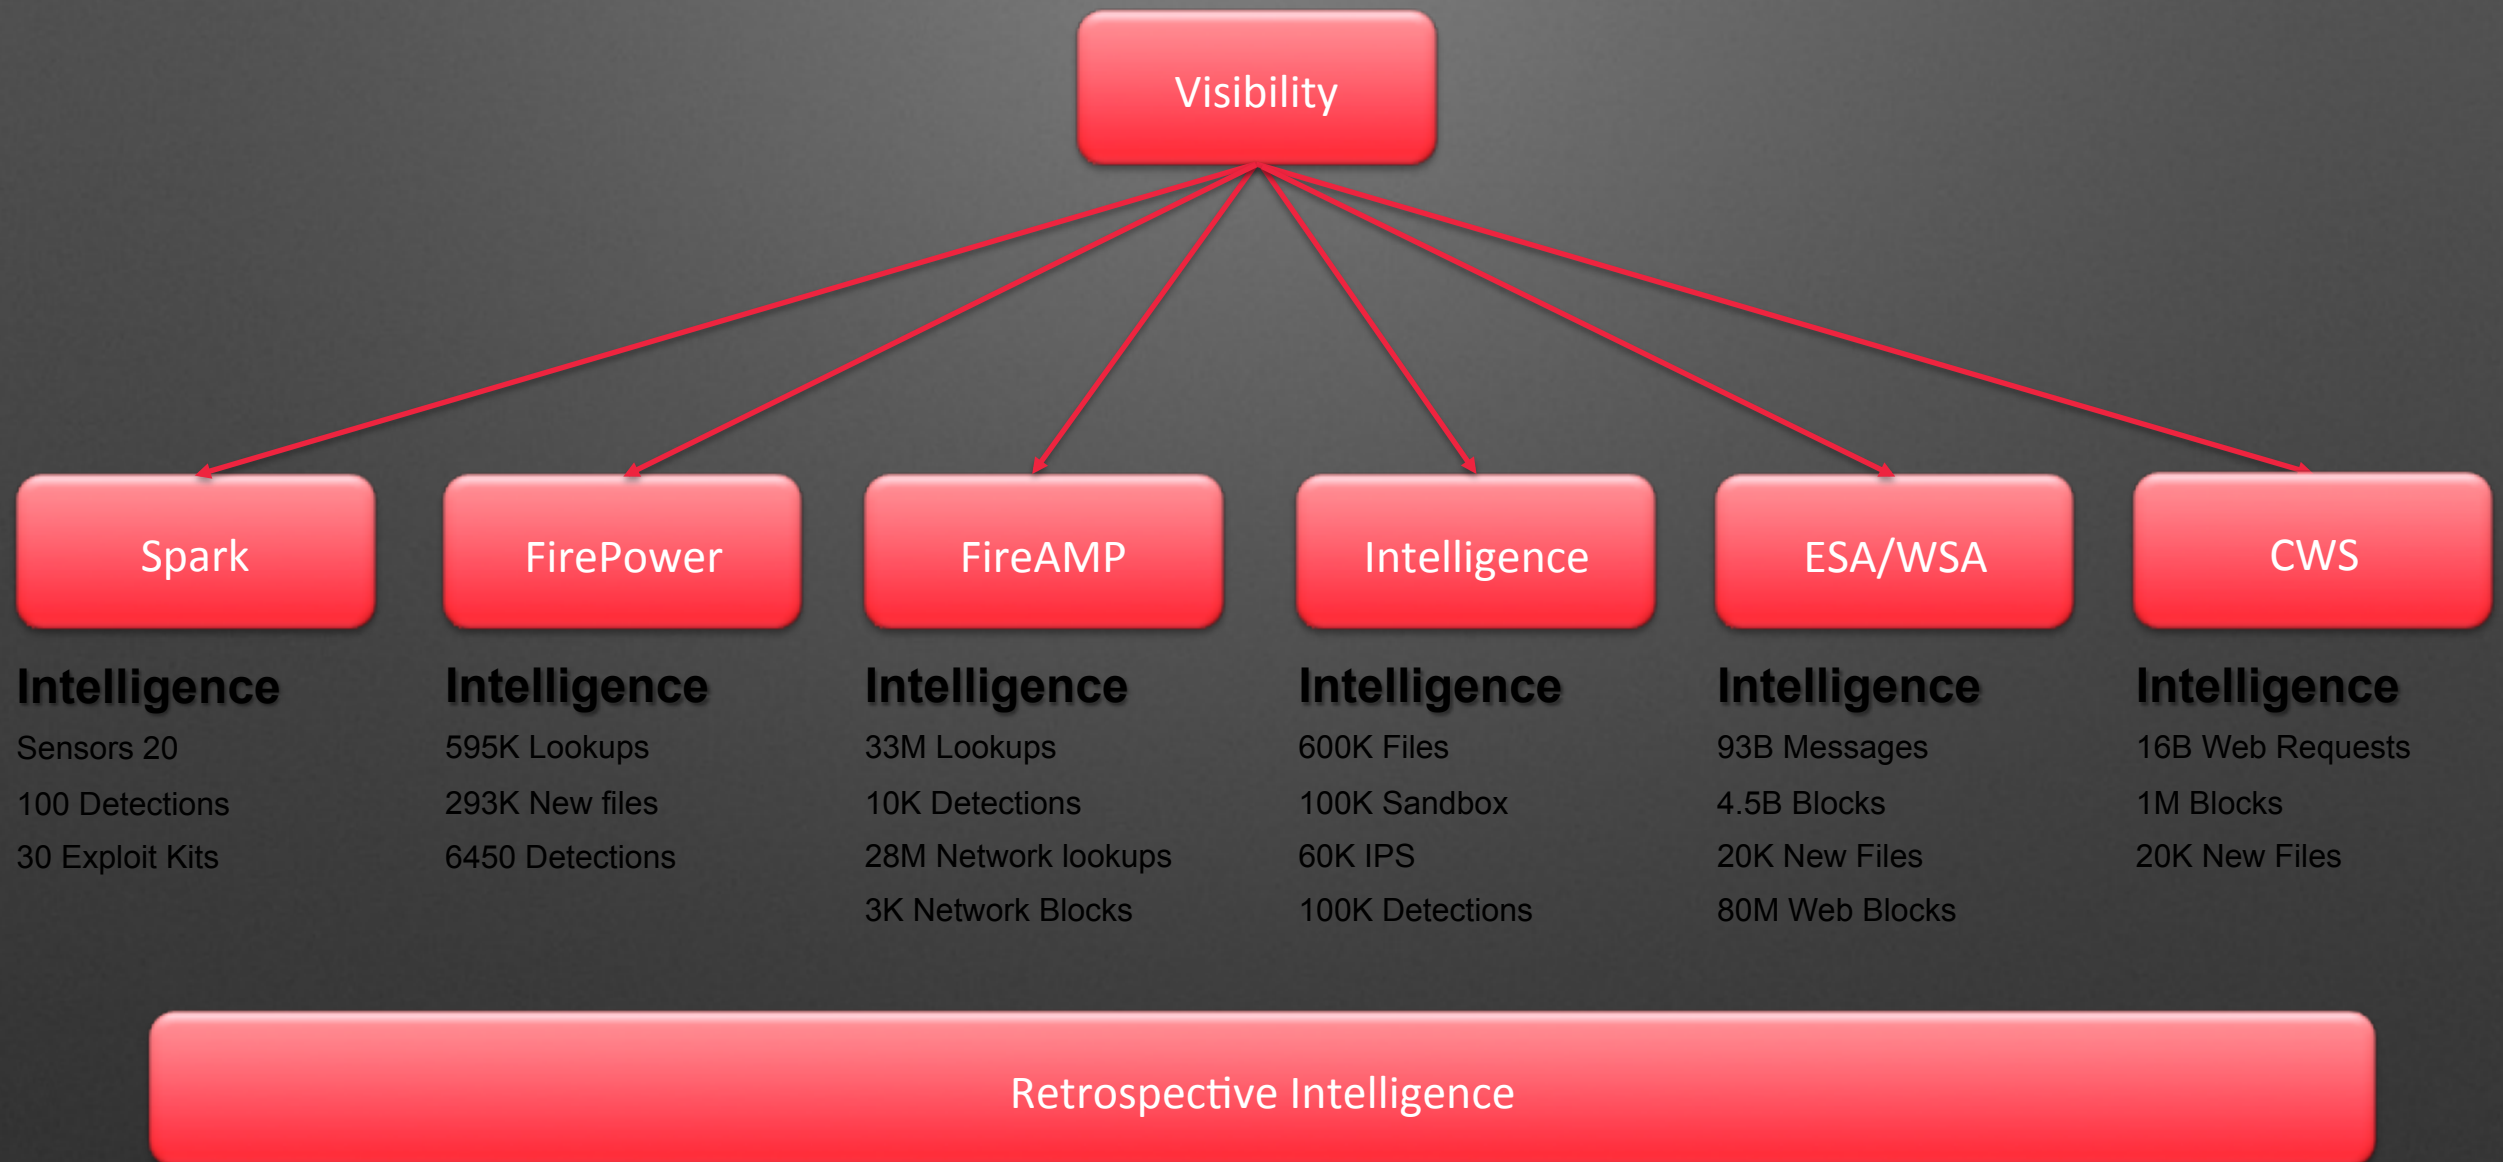 Visibility
Spark
FirePower
FireAMP
Intelligence
ESA/WSA
CWS
Intelligence
Sensors 20
100 Detections
30 Exploit Kits
Intelligence
595K Lookups
293K New files
6450 Detections
Intelligence
33M Lookups
10K Detections
28M Network lookups
3K Network Blocks
Intelligence
600K Files
100K Sandbox
60K IPS
100K Detections
Intelligence
93B Messages
4.5B Blocks
20K New Files
80M Web Blocks
Intelligence
16B Web Requests
1M Blocks
20K New Files
Retrospective Intelligence